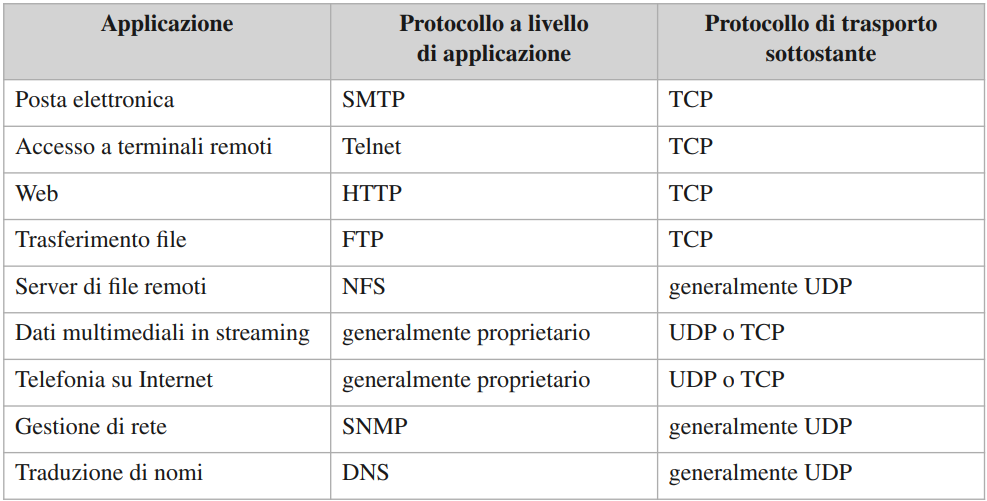 Applicazione Protocollo a livello di applicazione Protocollo di trasporto sottostante
Posta elettronica SMTP TCP
Accesso a terminali remoti Telnet TCP
Web HTTP TCP
Trasferimento file FTP TCP
Server di file remoti NFS generalmente UDP
Dati multimediali in streaming generalmente proprietario UDP o TCP
Telefonia su Internet generalmente proprietario UDP o TCP
Gestione di rete SNMP generalmente UDP
Traduzione di nomi DNS generalmente UDP